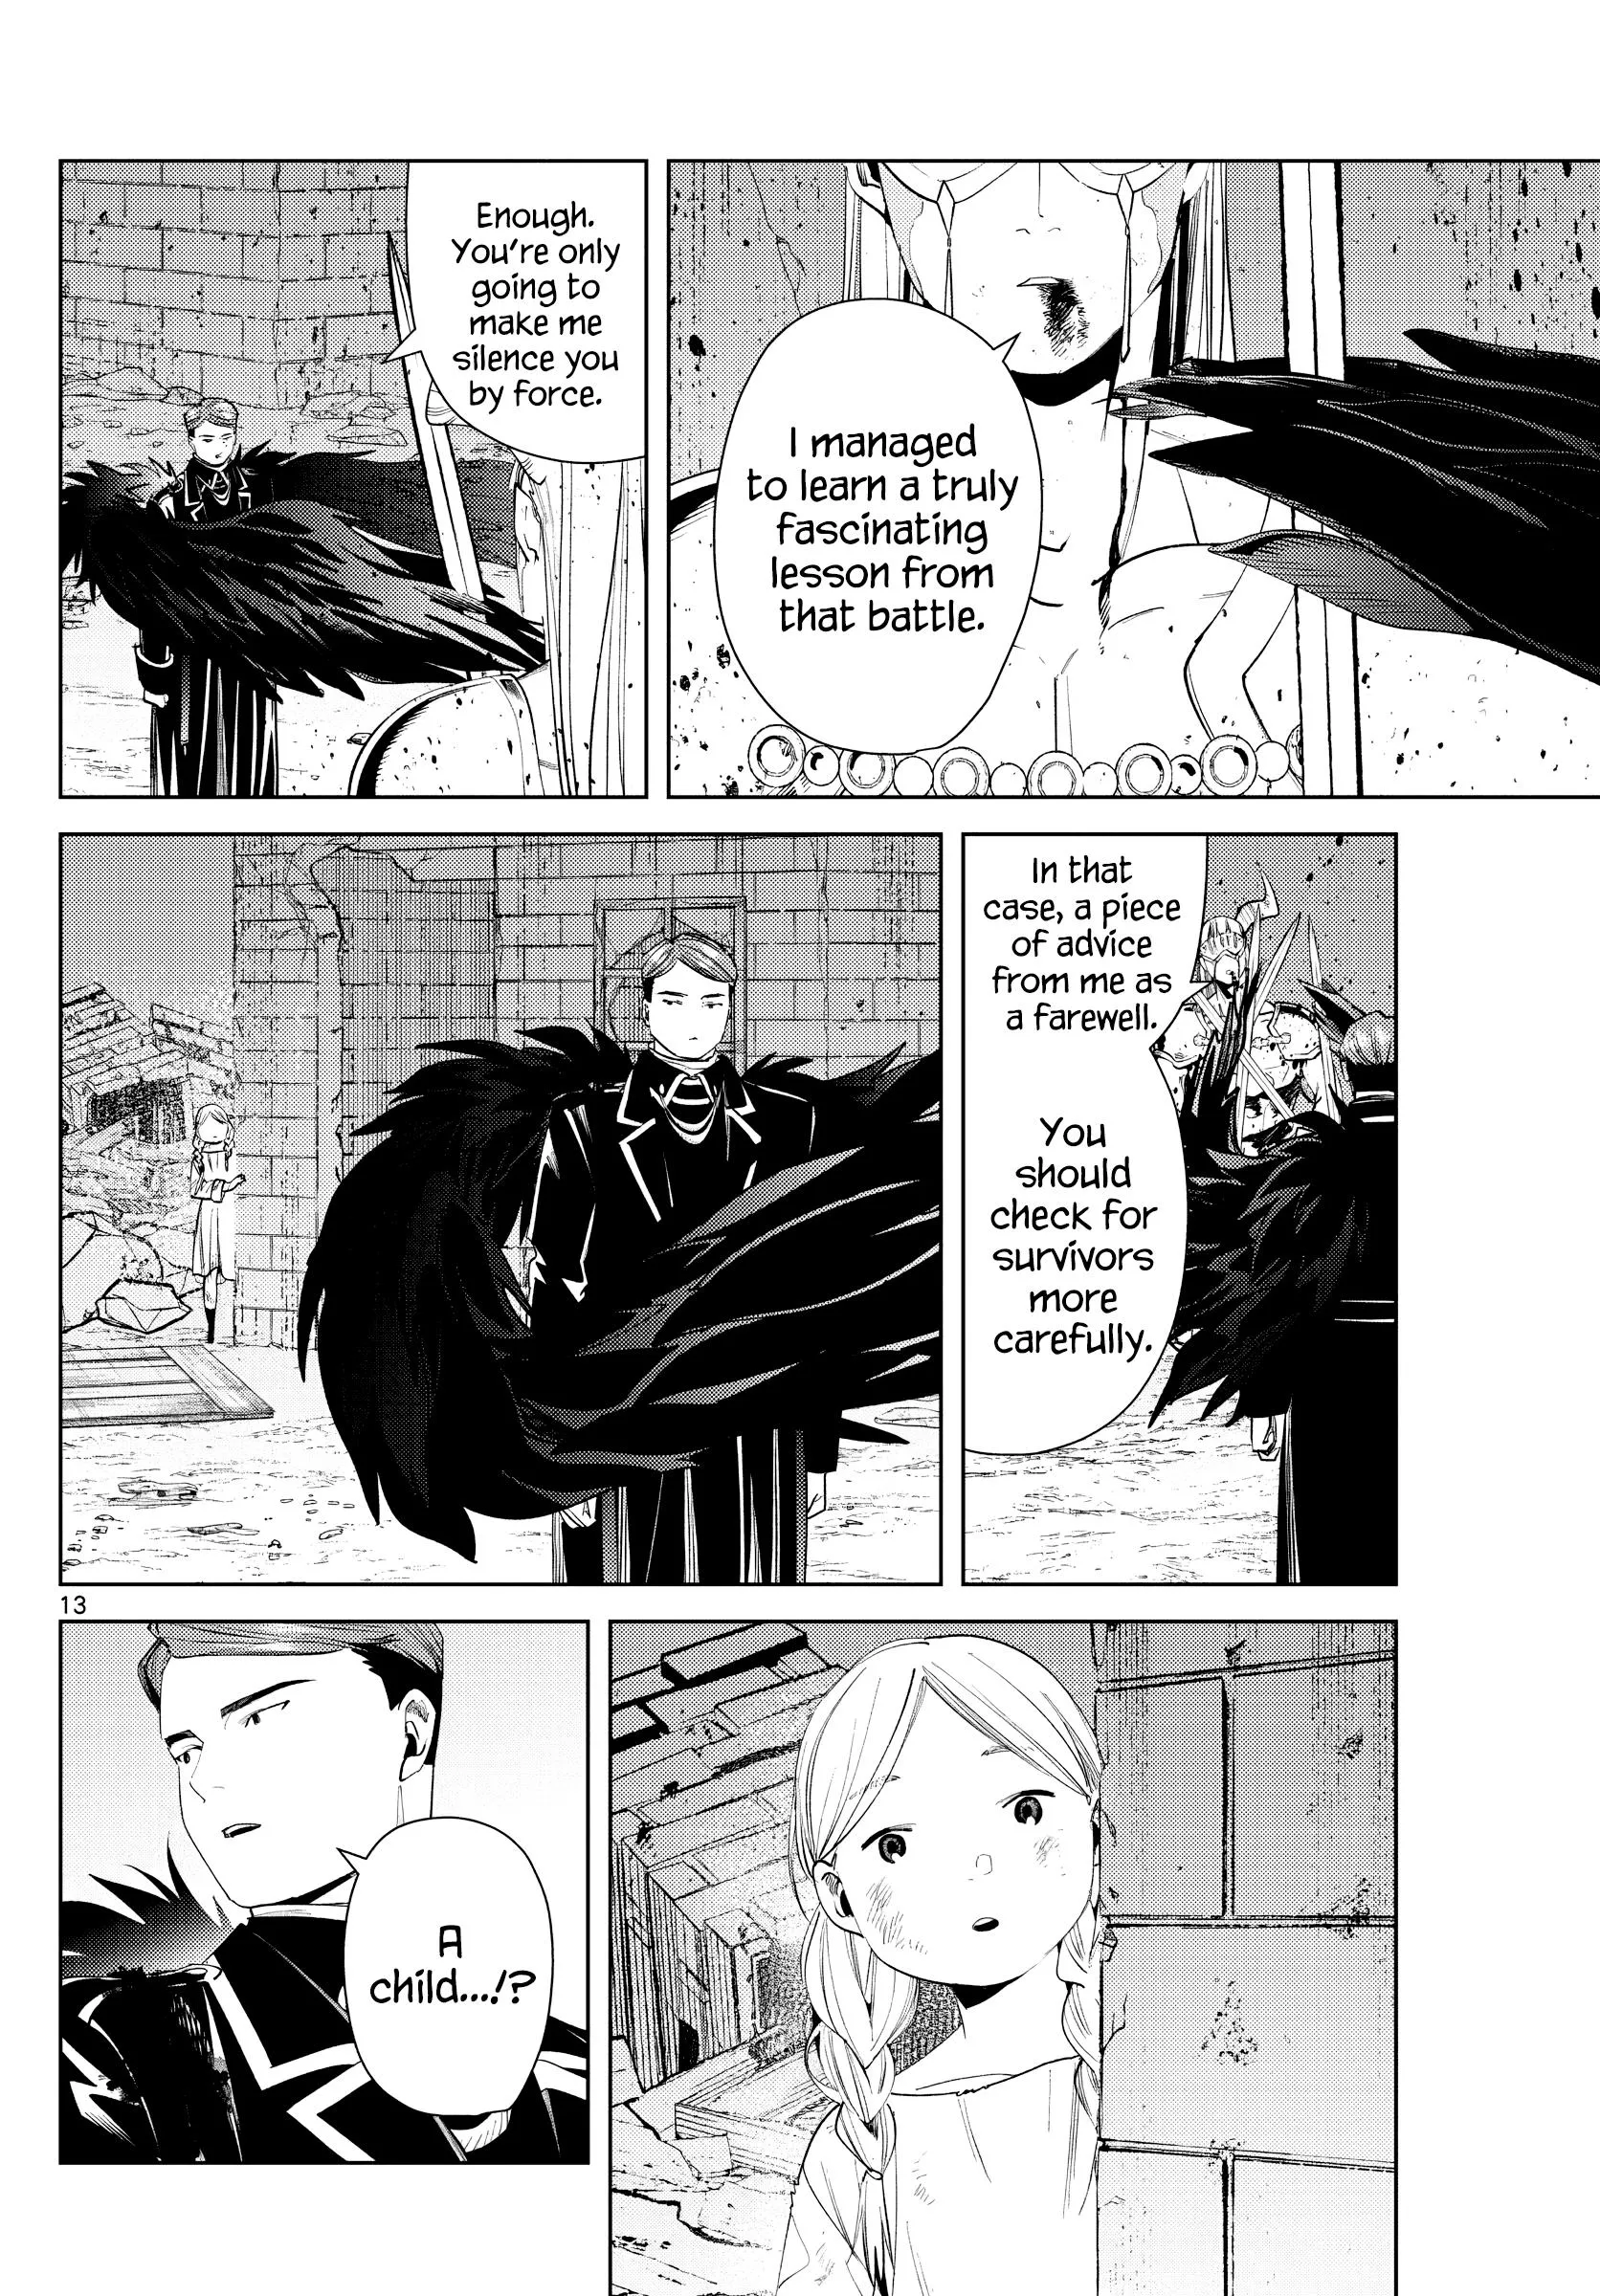 I managed
to learn a truly
fascinating
lesson from
that battle.
Enough.
You're only
going to
make me
silence you
by force.
In that
case, a piece
of advice
from me as
a farewell.
You
should
check for
survivors
more
carefully.
13
A
child...!?